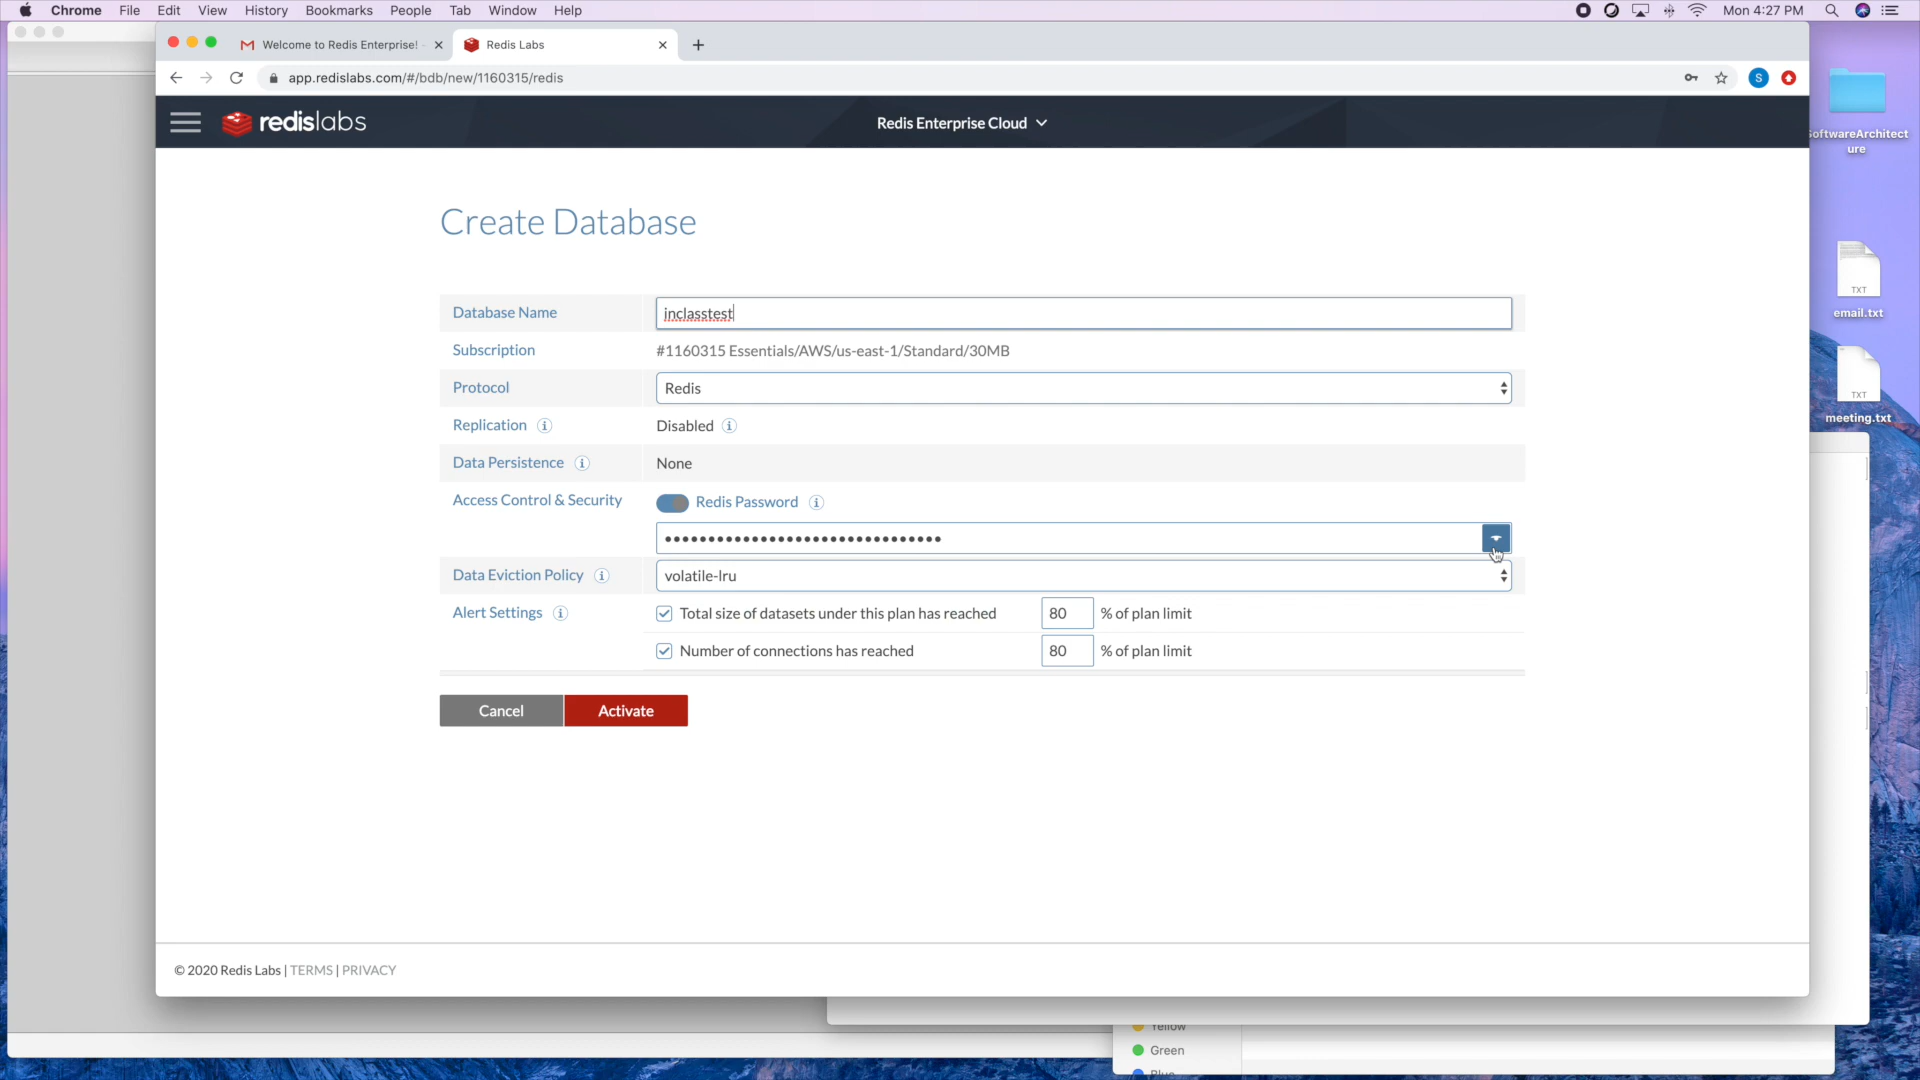 Chrome File Edit View History Bookmarks People Tab Window Help Mon 4:27 PM
Welcome to Redis Enterprise! Redis Labs
app.redislabs.com/#/bdb/new/1160315/redis S
redislabs Redis Enterprise Cloud
SoftwareArchitect
ure
Create Database
Database Name inclasstest
Subscription #1160315 Essentials/AWS/us-east-1/Standard/30MB
Protocol Redis
Replication Disabled
Data Persistence None
Access Control & Security Redis Password
Data Eviction Policy volatile-lru
Alert Settings Total size of datasets under this plan has reached 80 % of plan limit
Number of connections has reached 80 % of plan limit
Cancel Activate
TXT
email.txt
TXT
meeting.txt
© 2020 Redis Labs | TERMS | PRIVACY
Yellow
Green
Blue